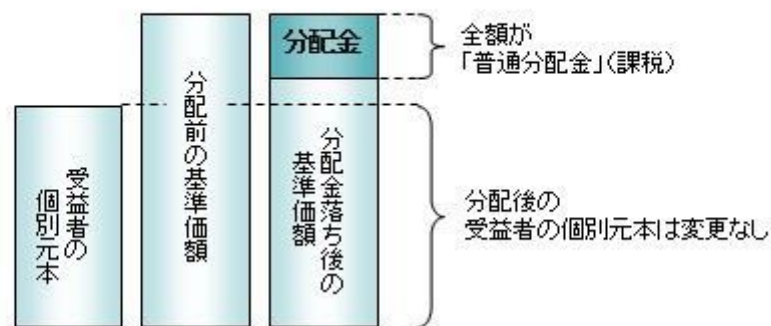 受益者の
個別元本
分配前の基準価額
分配金
分配金落ち後の
基準価額
全額が
「普通分配金」(課税)
分配後の
受益者の個別元本は変更なし